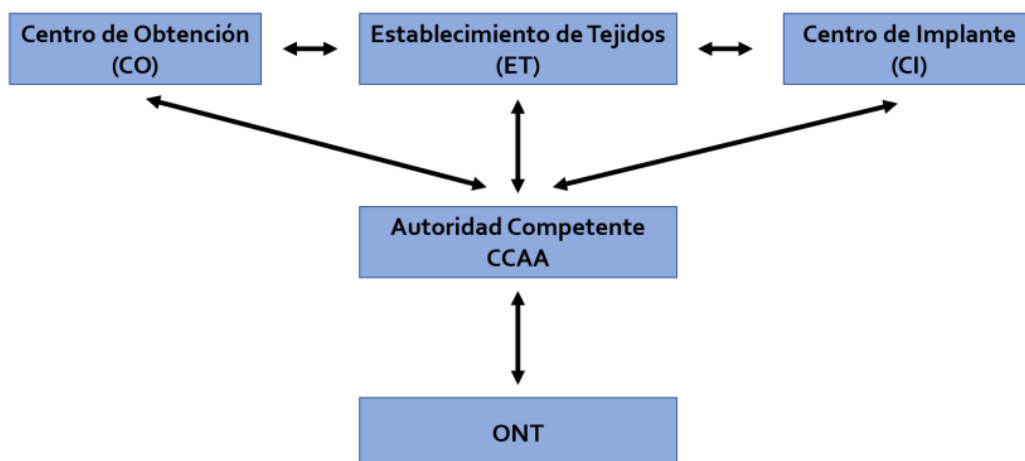 Centro de Obtención
(CO)
Establecimiento de Tejidos
(ET)
Centro de Implante
(CI)
Autoridad Competente
CCAA
ONT